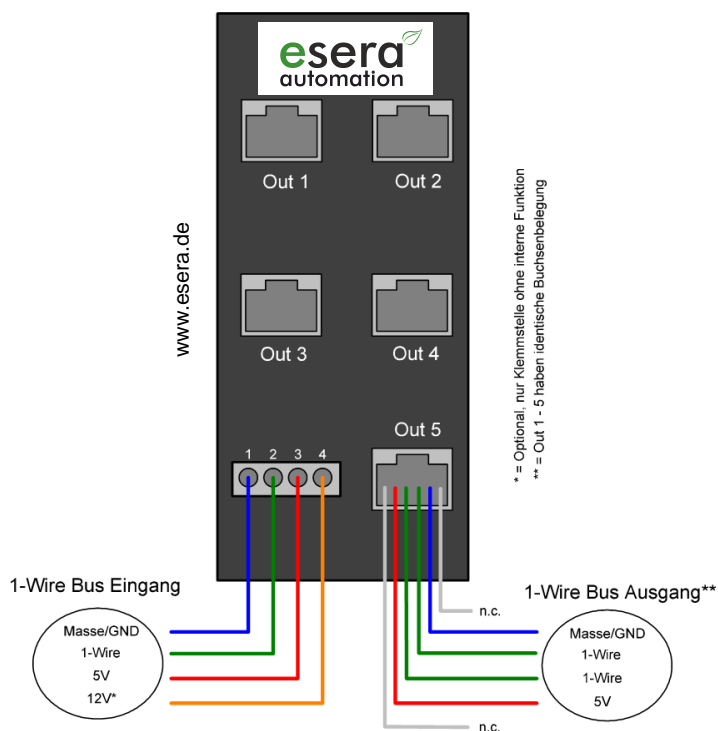 esera
automation
Out 1
Out 2
www.esera.de
* = Optional, nur Klemmstelle ohne interne Funktion
** = Out 1 - 5 haben identische Buchsenbelegung
Out 3
Out 4
Out 5
1 2 3 4
1-Wire Bus Eingang
Masse/GND
1-Wire
5V
12V*
n.c.
1-Wire Bus Ausgang**
Masse/GND
1-Wire
1-Wire
5V
n.c.